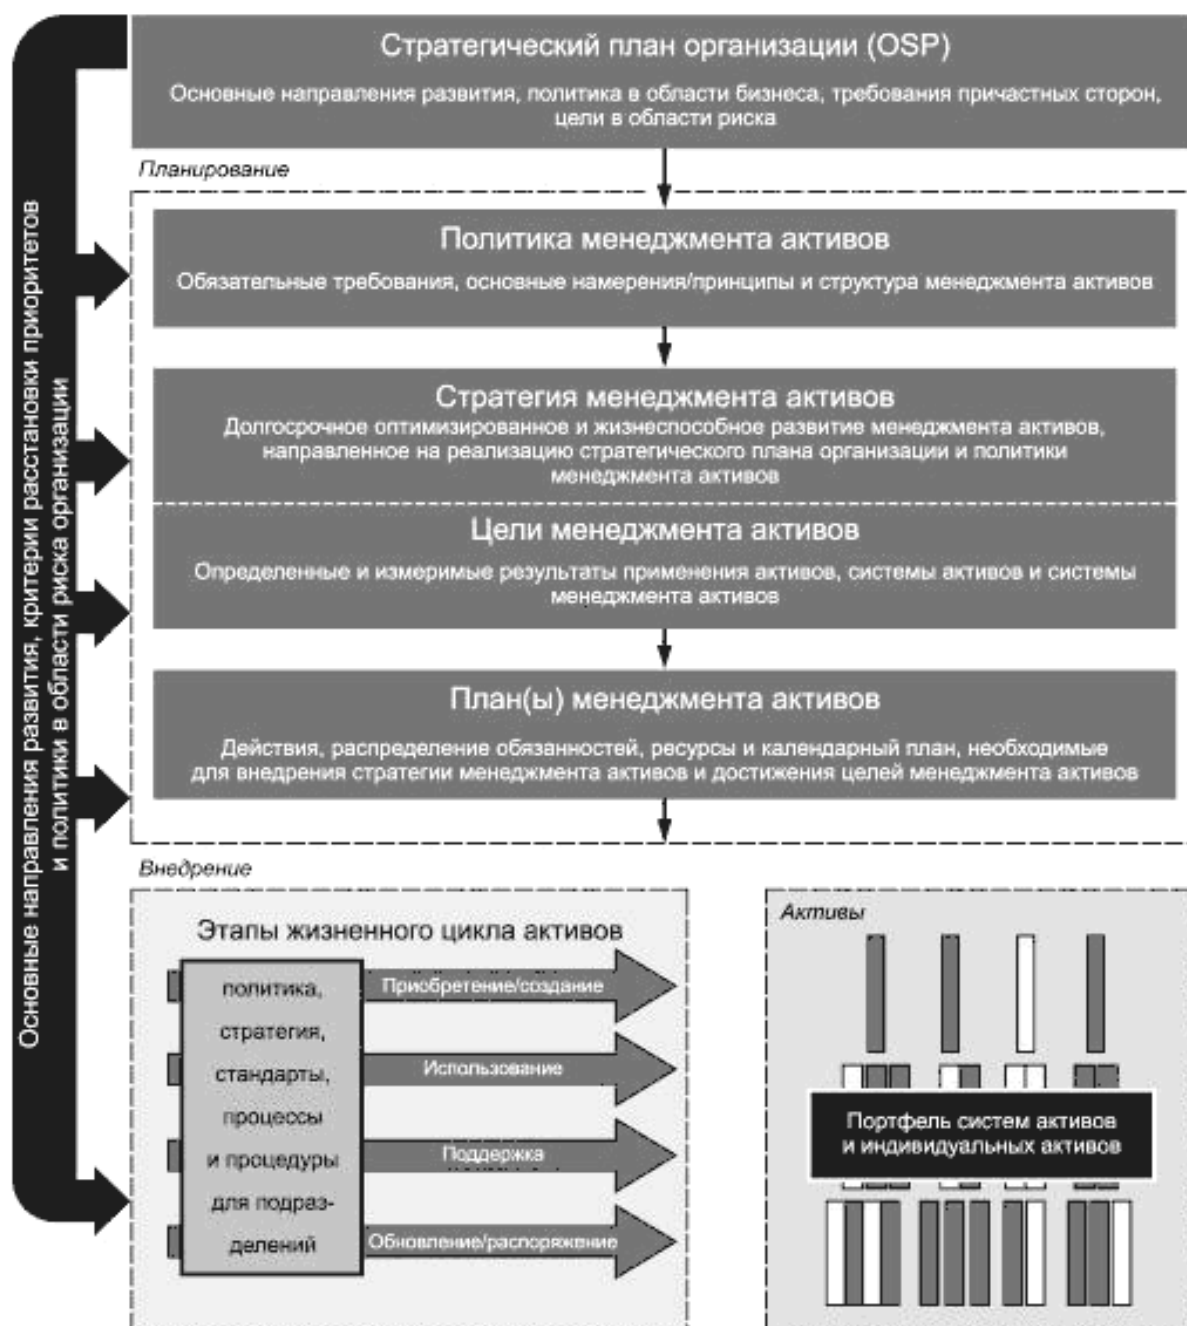 Стратегический план организации (OSP)
Основные направления развития, политика в области бизнеса, требования причастных сторон,
цели в области риска
Основные направления развития, критерии расстановки приоритетов
и политики в области риска организации
Планирование
Политика менеджмента активов
Обязательные требования, основные намерения/принципы и структура менеджмента активов
Стратегия менеджмента активов
Долгосрочное оптимизированное и жизнеспособное развитие менеджмента активов,
направленное на реализацию стратегического плана организации и политики
менеджмента активов
Цели менеджмента активов
Определенные и измеримые результаты применения активов, системы активов и системы
менеджмента активов
План(ы) менеджмента активов
Действия, распределение обязанностей, ресурсы и календарный план, необходимые
для внедрения стратегии менеджмента активов и достижения целей менеджмента активов
Внедрение
Этапы жизненного цикла активов
политика,
стратегия,
стандарты,
процессы
и процедуры
для подраз-
делений
Приобретение/создание
Использование
Поддержка
Обновление/распоряжение
Активы
Портфель систем активов
и индивидуальных активов